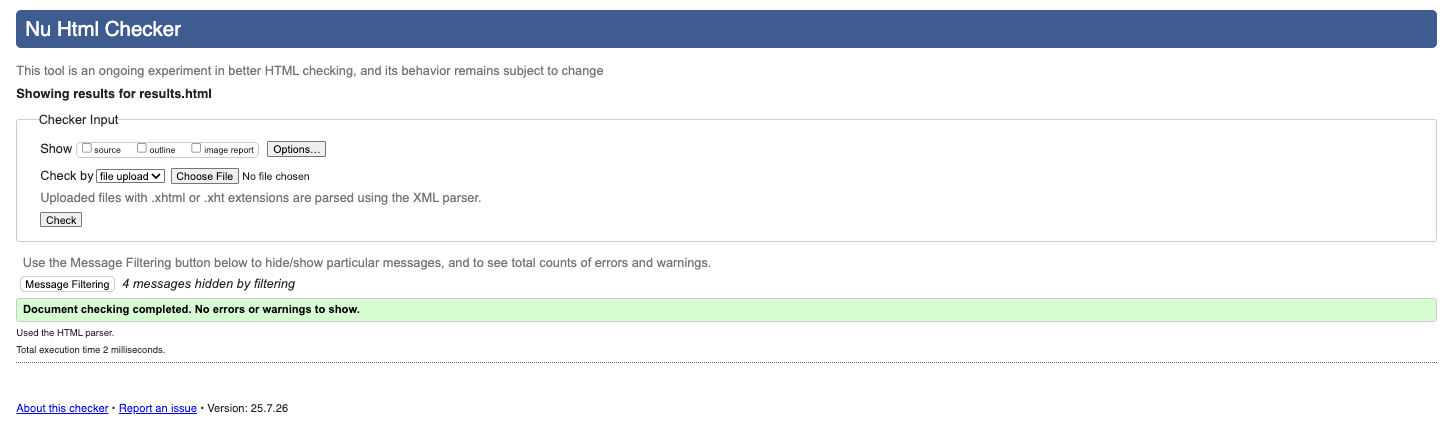 Nu Html Checker
This tool is an ongoing experiment in better HTML checking, and its behavior remains subject to change
Showing results for results.html
Checker Input
Show source outline image report Options...
Check by file upload Choose File No file chosen
Uploaded files with .xhtml or .xht extensions are parsed using the XML parser.
Check
Use the Message Filtering button below to hide/show particular messages, and to see total counts of errors and warnings.
Message Filtering 4 messages hidden by filtering
Document checking completed. No errors or warnings to show.
Used the HTML parser.
Total execution time 2 milliseconds.
About this checker • Report an issue • Version: 25.7.26